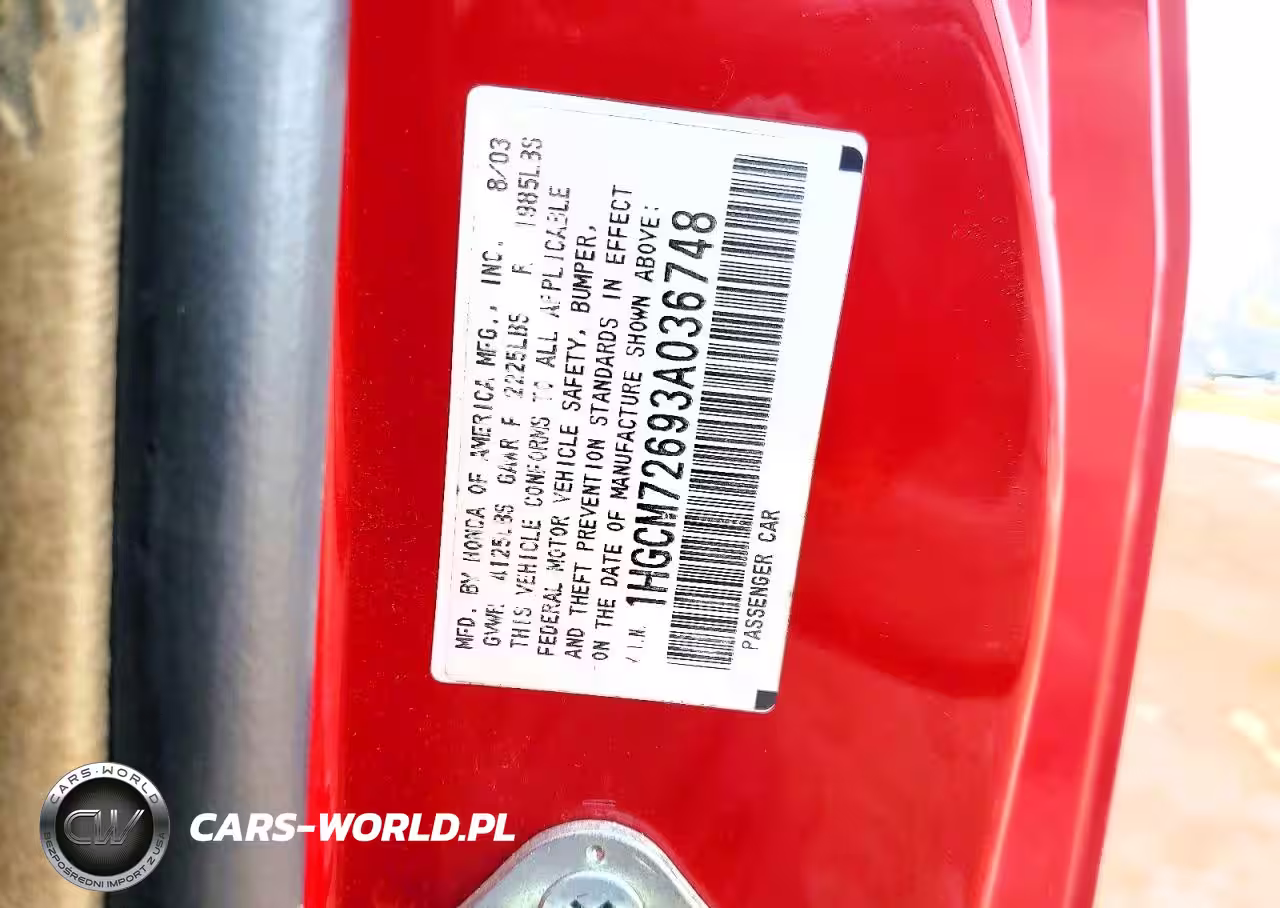 MFD. BY HONDA OF AMERICA MFG., INC. 8/03
GVWR 4125LBS GAWR F 2225LBS R 1985LBS
THIS VEHICLE CONFORMS TO ALL APPLICABLE
FEDERAL MOTOR VEHICLE SAFETY, BUMPER,
AND THEFT PREVENTION STANDARDS IN EFFECT
ON THE DATE OF MANUFACTURE SHOWN ABOVE:
V.I.N. 1HGCM72693A036748
PASSENGER CAR
CARS-WORLD
CW
BEZPOŚREDNI IMPORT Z USA
CARS-WORLD.PL